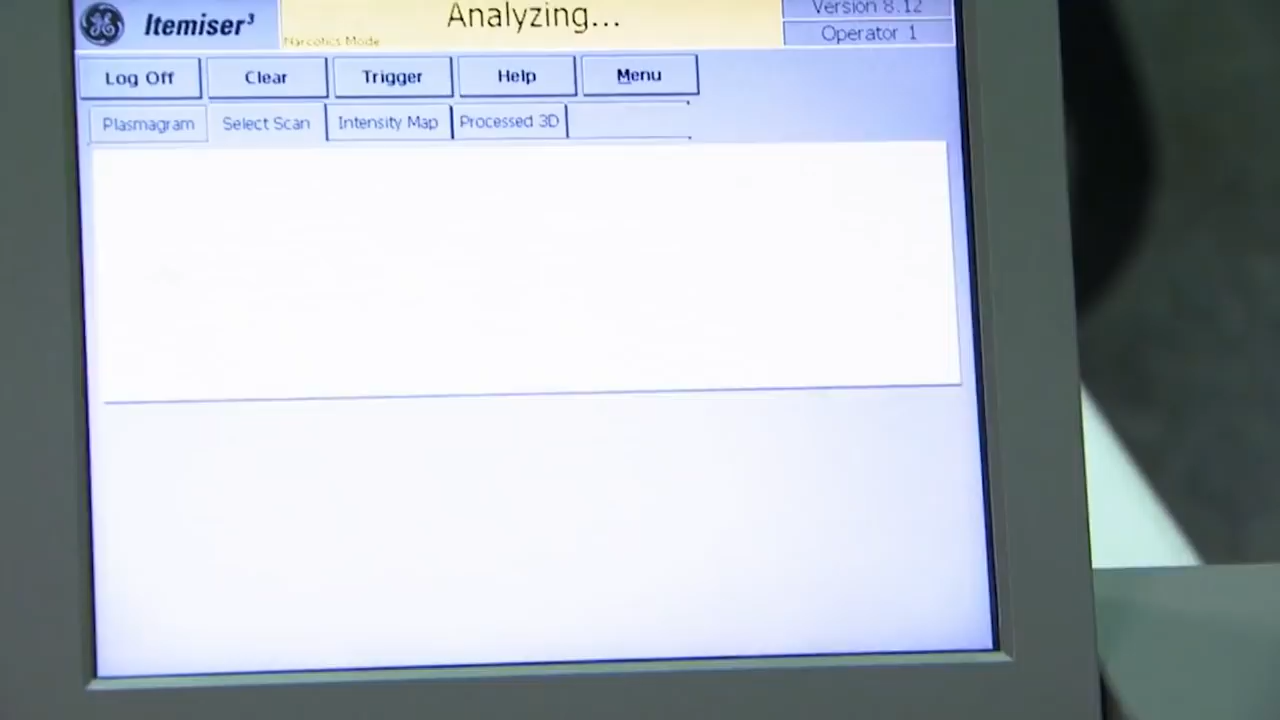 Itemiser³
Analyzing...
Narcotics Mode
Version 8.12
Operator 1
Log Off
Clear
Trigger
Help
Menu
Plasmagram
Select Scan
Intensity Map
Processed 3D